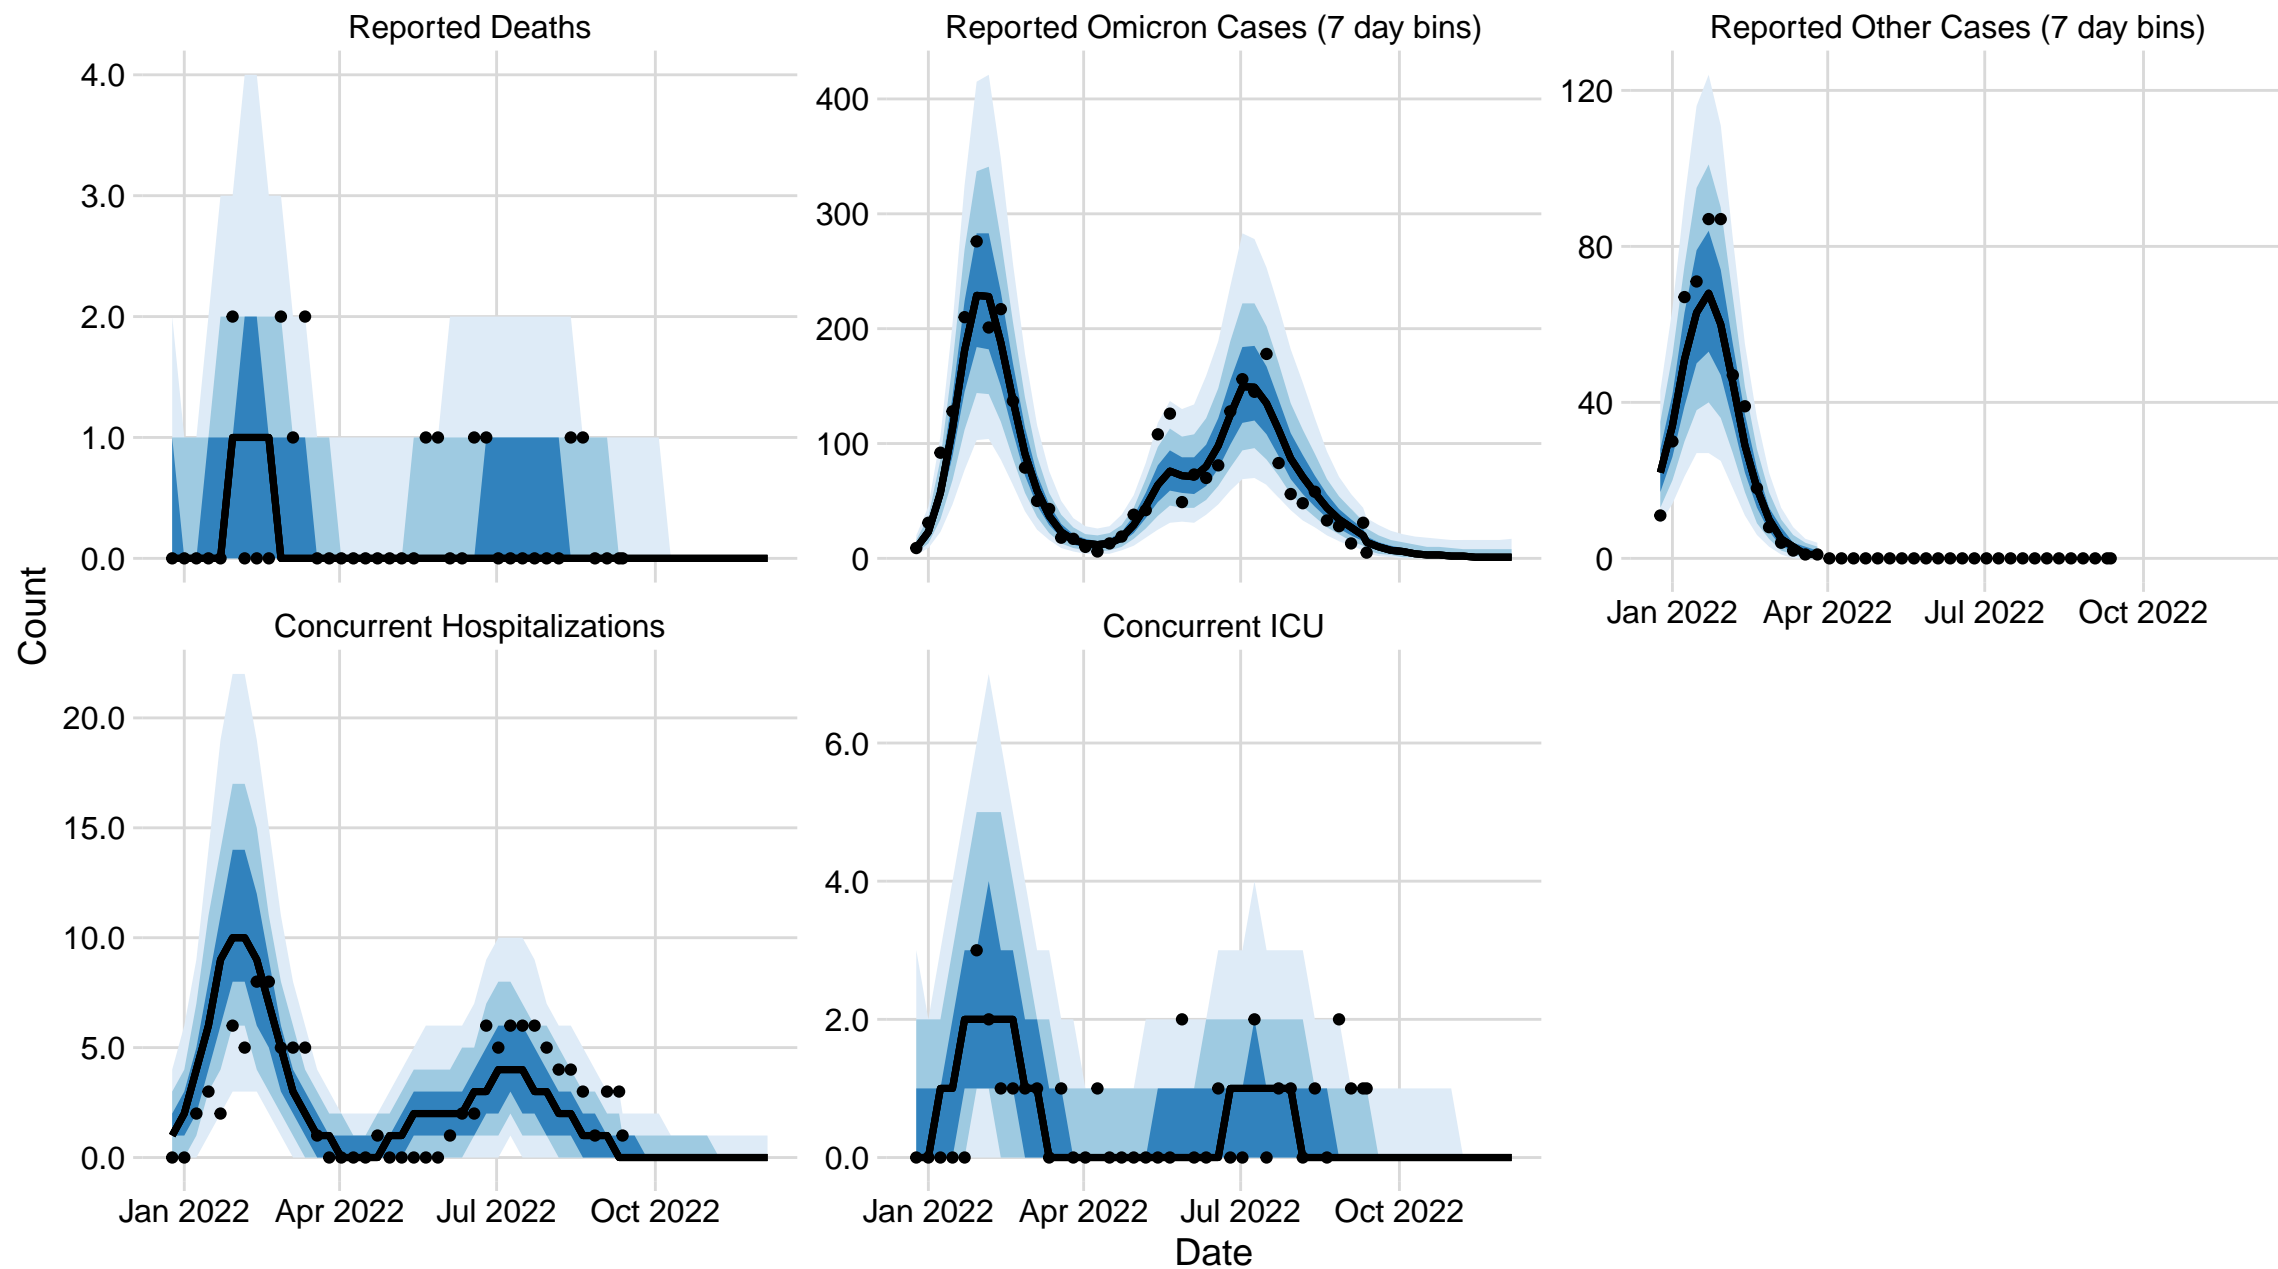 Reported Deaths
Reported Omicron Cases (7 day bins)
Reported Other Cases (7 day bins)
4.0
3.0
2.0
1.0
0.0
400
300
200
100
0
120
80
40
0
Jan 2022 Apr 2022 Jul 2022 Oct 2022
Count
Concurrent Hospitalizations
Concurrent ICU
20.0
15.0
10.0
5.0
0.0
6.0
4.0
2.0
0.0
Jan 2022 Apr 2022 Jul 2022 Oct 2022
Jan 2022 Apr 2022 Jul 2022 Oct 2022
Date